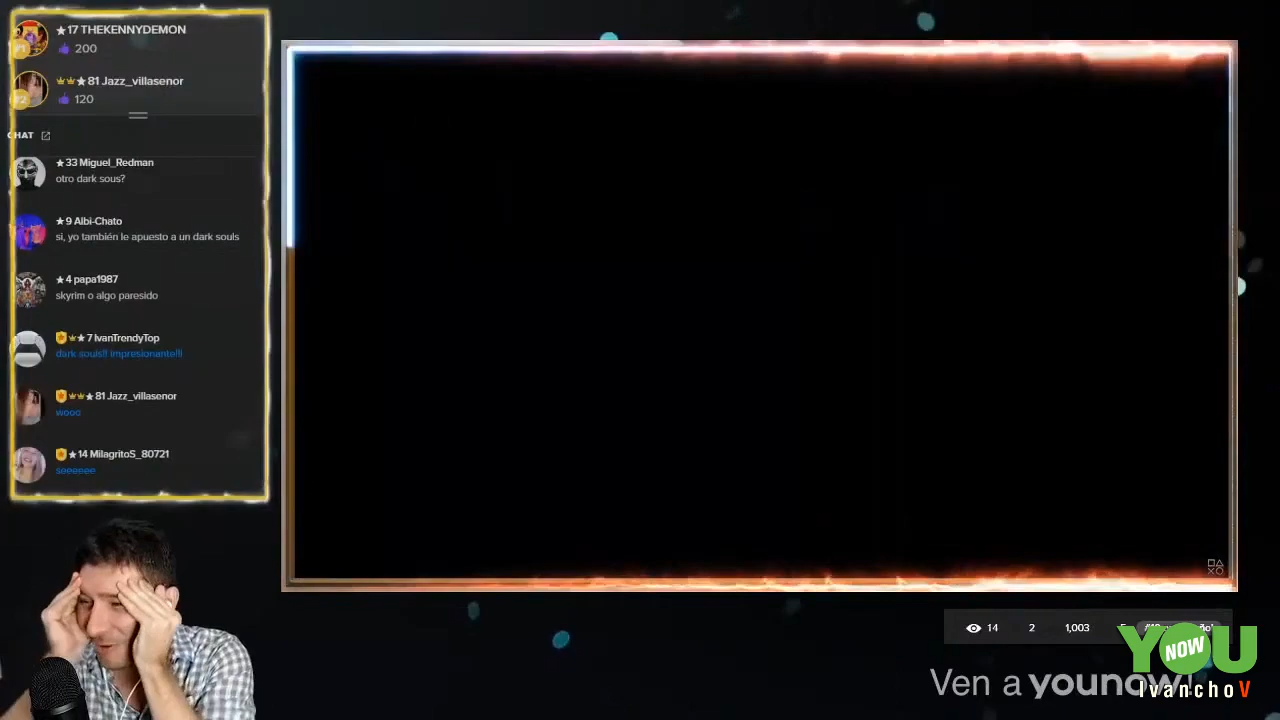 ★17 THEKENNYDEMON
200
#2
★81 Jazz_villasenor
120
CHAT
★33 Miguel_Redman
otro dark sous?
★9 Albi-Chato
si, yo también le apuesto a un dark souls
★4 papa1987
skyrim o algo paresido
★7 IvanTrendyTop
dark souls!! impresionante!!!
★81 Jazz_villasenor
wooo
★14 MilagritoS_80721
seeeeee
14 2 1,003
YOU
NOW
Ven a younow!
IvanchoV